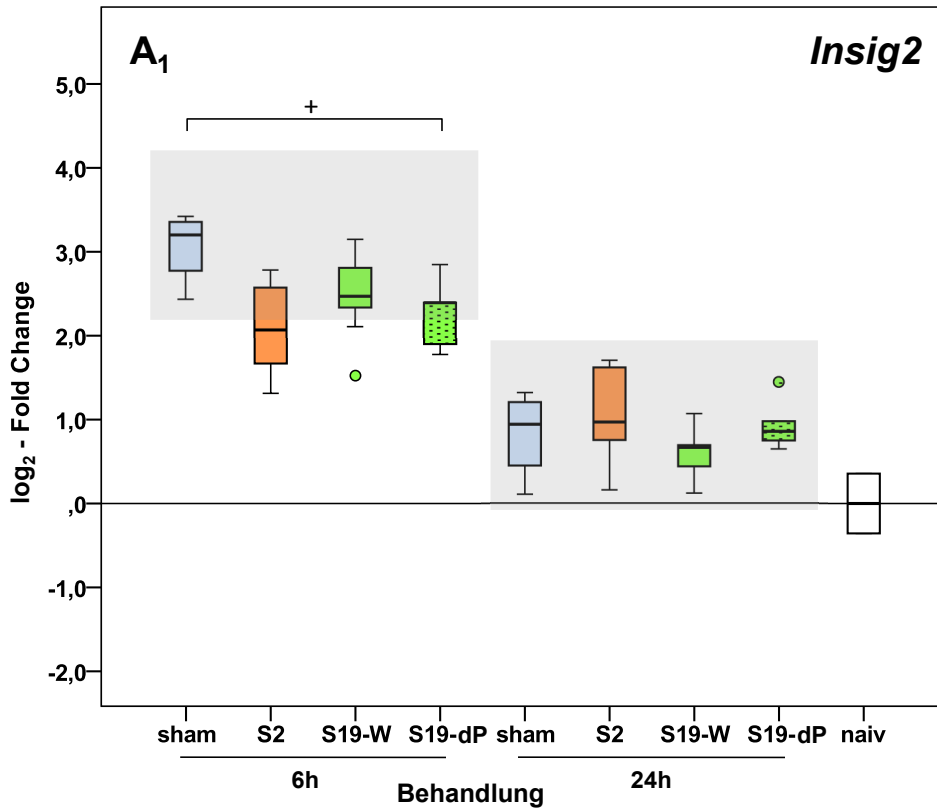 A₁
Insig2
5,0
+
4,0
3,0
2,0
1,0
,0
-1,0
-2,0
log₂ - Fold Change
sham S2 S19-W S19-dP sham S2 S19-W S19-dP naiv
6h 24h
Behandlung